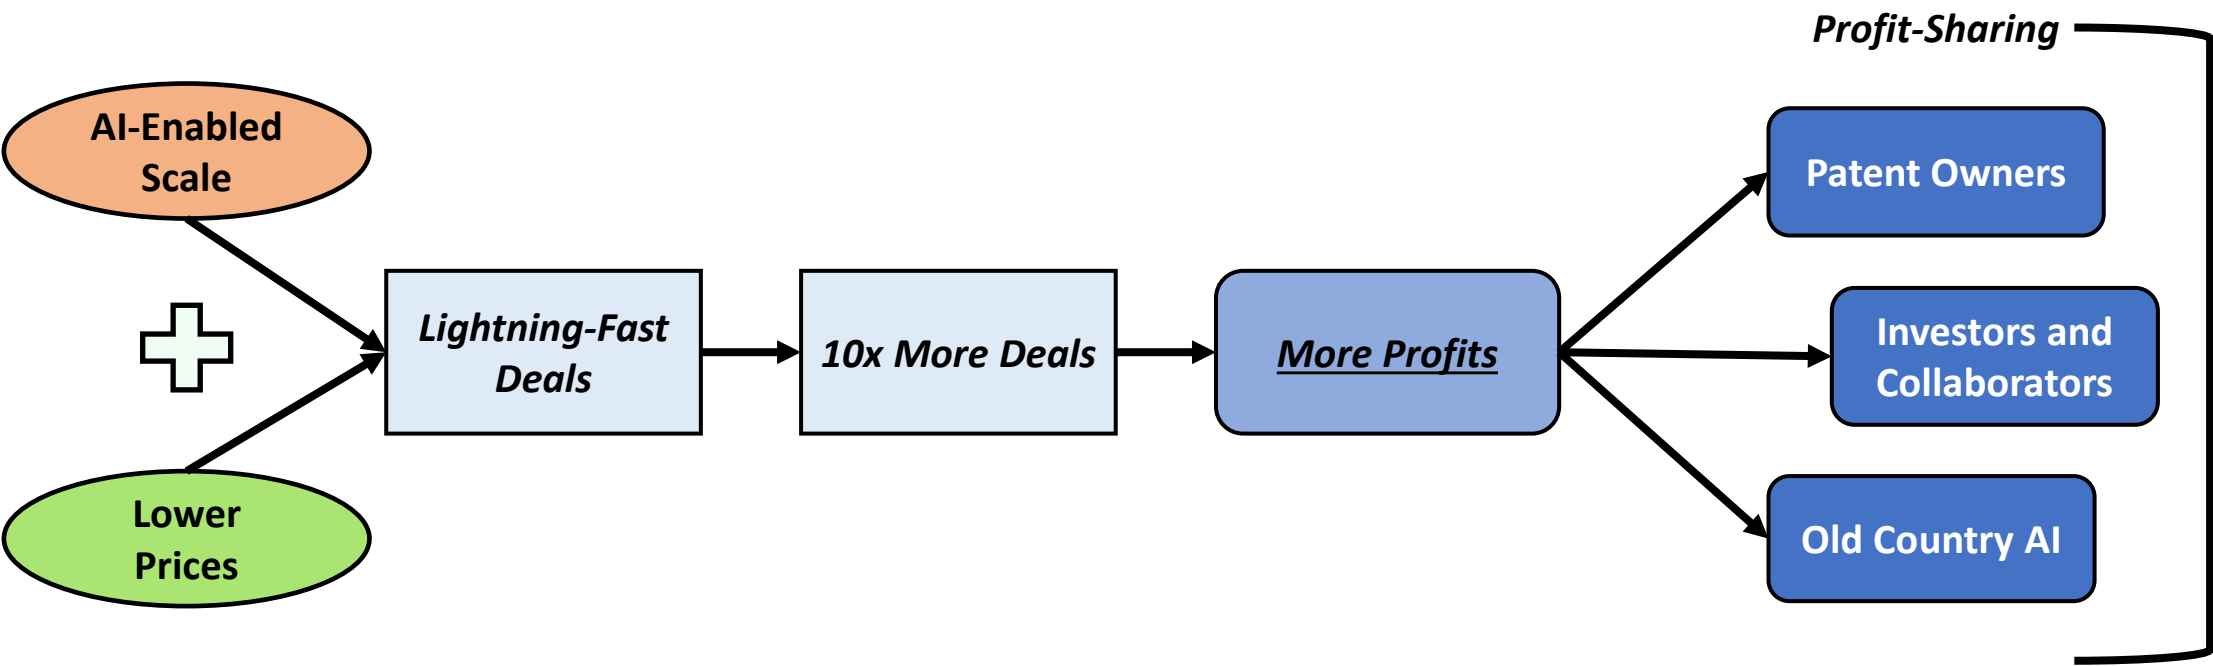 Profit-Sharing
AI-Enabled
Scale
Lower
Prices
Lightning-Fast
Deals
10x More Deals
More Profits
Patent Owners
Investors and
Collaborators
Old Country AI